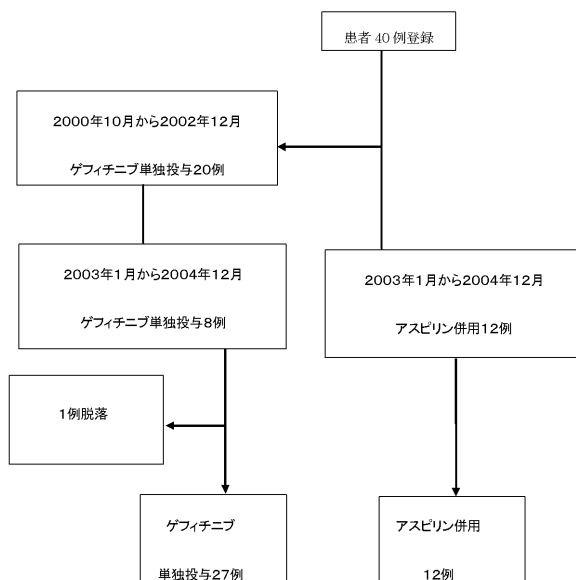 患者 40 例登録
2000年10月から2002年12月
ゲフィチニブ単独投与20例
2003年1月から2004年12月
ゲフィチニブ単独投与8例
2003年1月から2004年12月
アスピリン併用12例
1例脱落
ゲフィチニブ
単独投与27例
アスピリン併用
12例